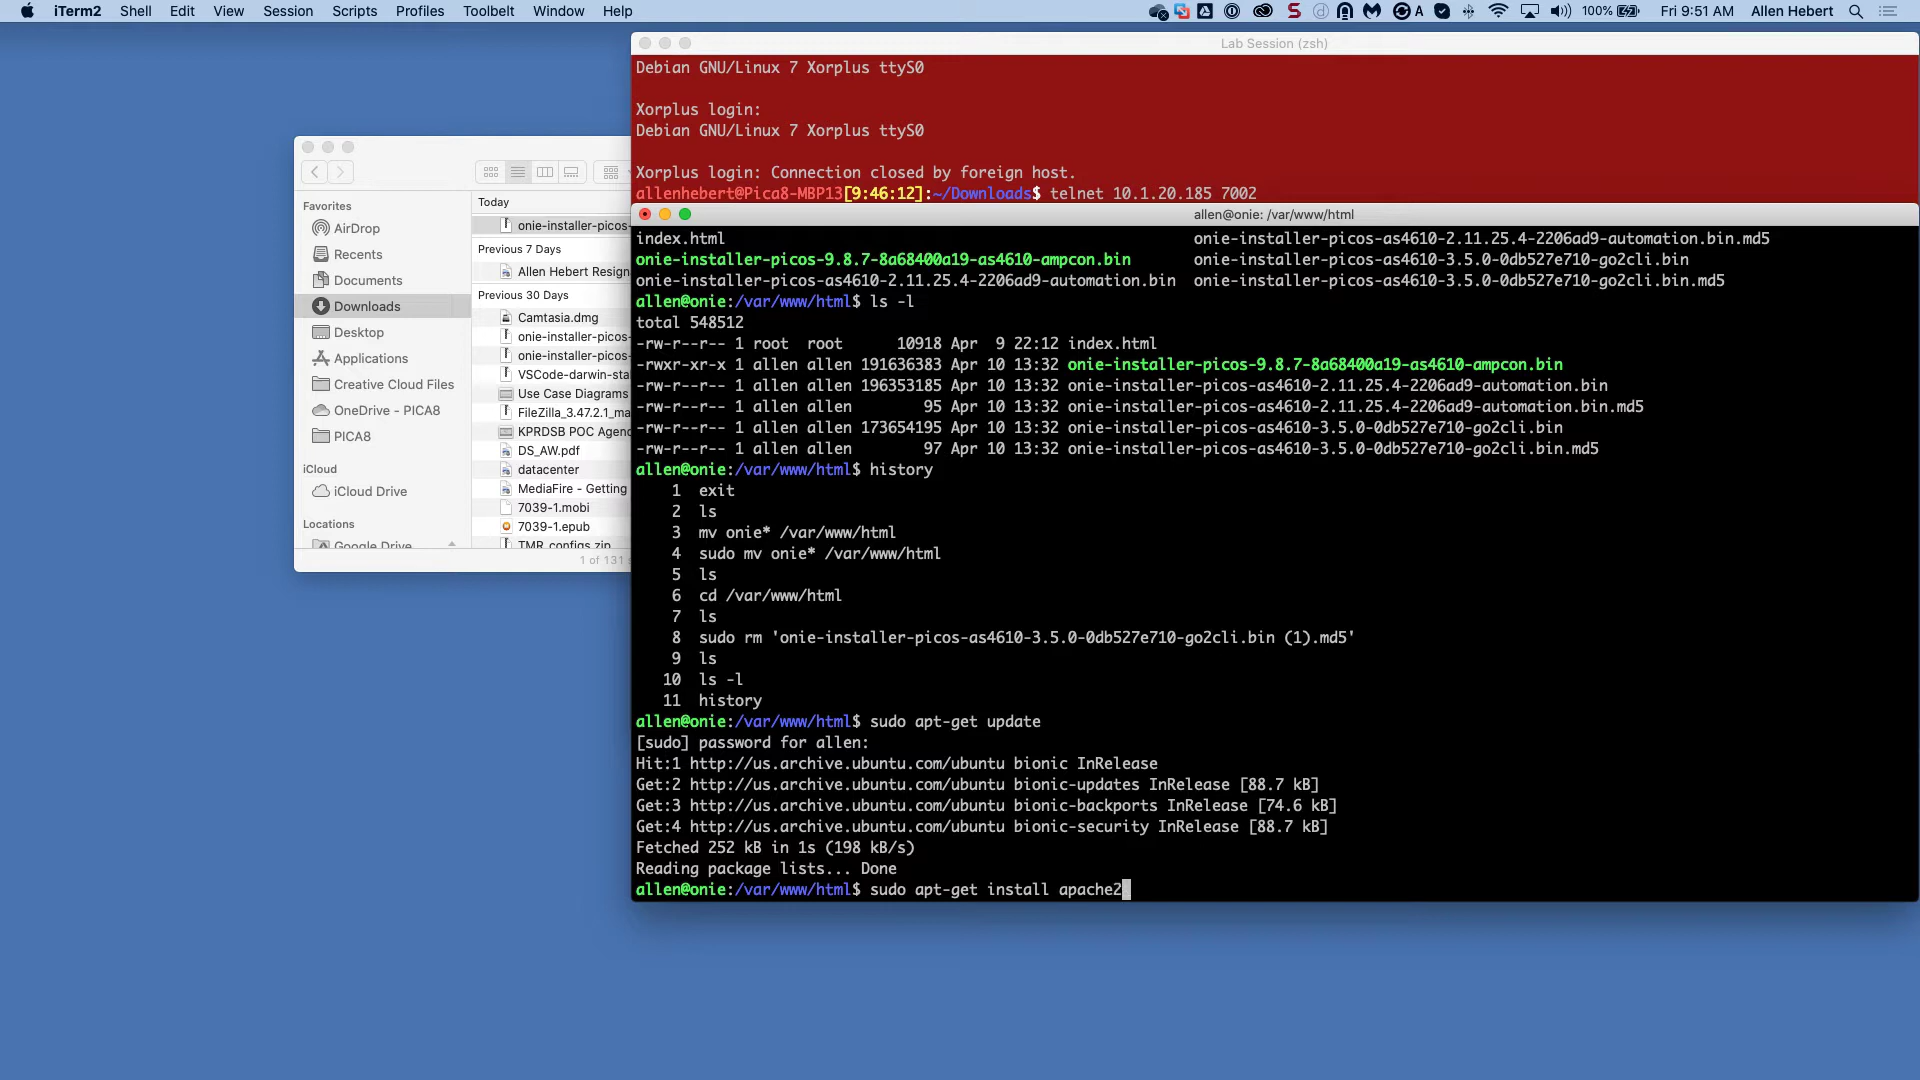 iTerm2 Shell Edit View Session Scripts Profiles Toolbelt Window Help
A 100% Fri 9:51 AM Allen Hebert
Lab Session (zsh)
Debian GNU/Linux 7 Xorplus ttyS0
Xorplus login:
Debian GNU/Linux 7 Xorplus ttyS0
Xorplus login: Connection closed by foreign host.
allenhebert@Pica8-MBP13[9:46:12]:~/Downloads$ telnet 10.1.20.185 7002
Favorites
AirDrop
Recents
Documents
Downloads
Desktop
Applications
Creative Cloud Files
OneDrive - PICA8
PICA8
iCloud
iCloud Drive
Locations
Google Drive
Today
onie-installer-picos-
Previous 7 Days
Allen Hebert Resign
Previous 30 Days
Camtasia.dmg
onie-installer-picos-
onie-installer-picos-
VSCode-darwin-sta
Use Case Diagrams
FileZilla_3.47.2.1_ma
KPRDSB POC Agend
DS_AW.pdf
datacenter
MediaFire - Getting
7039-1.mobi
7039-1.epub
TMR_configs.zip
1 of 131 s
allen@onie: /var/www/html
index.html onie-installer-picos-as4610-2.11.25.4-2206ad9-automation.bin.md5
onie-installer-picos-9.8.7-8a68400a19-as4610-ampcon.bin onie-installer-picos-as4610-3.5.0-0db527e710-go2cli.bin
onie-installer-picos-as4610-2.11.25.4-2206ad9-automation.bin onie-installer-picos-as4610-3.5.0-0db527e710-go2cli.bin.md5
allen@onie:/var/www/html$ ls -l
total 548512
-rw-r--r-- 1 root root 10918 Apr 9 22:12 index.html
-rwxr-xr-x 1 allen allen 191636383 Apr 10 13:32 onie-installer-picos-9.8.7-8a68400a19-as4610-ampcon.bin
-rw-r--r-- 1 allen allen 196353185 Apr 10 13:32 onie-installer-picos-as4610-2.11.25.4-2206ad9-automation.bin
-rw-r--r-- 1 allen allen 95 Apr 10 13:32 onie-installer-picos-as4610-2.11.25.4-2206ad9-automation.bin.md5
-rw-r--r-- 1 allen allen 173654195 Apr 10 13:32 onie-installer-picos-as4610-3.5.0-0db527e710-go2cli.bin
-rw-r--r-- 1 allen allen 97 Apr 10 13:32 onie-installer-picos-as4610-3.5.0-0db527e710-go2cli.bin.md5
allen@onie:/var/www/html$ history
1 exit
2 ls
3 mv onie* /var/www/html
4 sudo mv onie* /var/www/html
5 ls
6 cd /var/www/html
7 ls
8 sudo rm 'onie-installer-picos-as4610-3.5.0-0db527e710-go2cli.bin (1).md5'
9 ls
10 ls -l
11 history
allen@onie:/var/www/html$ sudo apt-get update
[sudo] password for allen:
Hit:1 http://us.archive.ubuntu.com/ubuntu bionic InRelease
Get:2 http://us.archive.ubuntu.com/ubuntu bionic-updates InRelease [88.7 kB]
Get:3 http://us.archive.ubuntu.com/ubuntu bionic-backports InRelease [74.6 kB]
Get:4 http://us.archive.ubuntu.com/ubuntu bionic-security InRelease [88.7 kB]
Fetched 252 kB in 1s (198 kB/s)
Reading package lists... Done
allen@onie:/var/www/html$ sudo apt-get install apache2